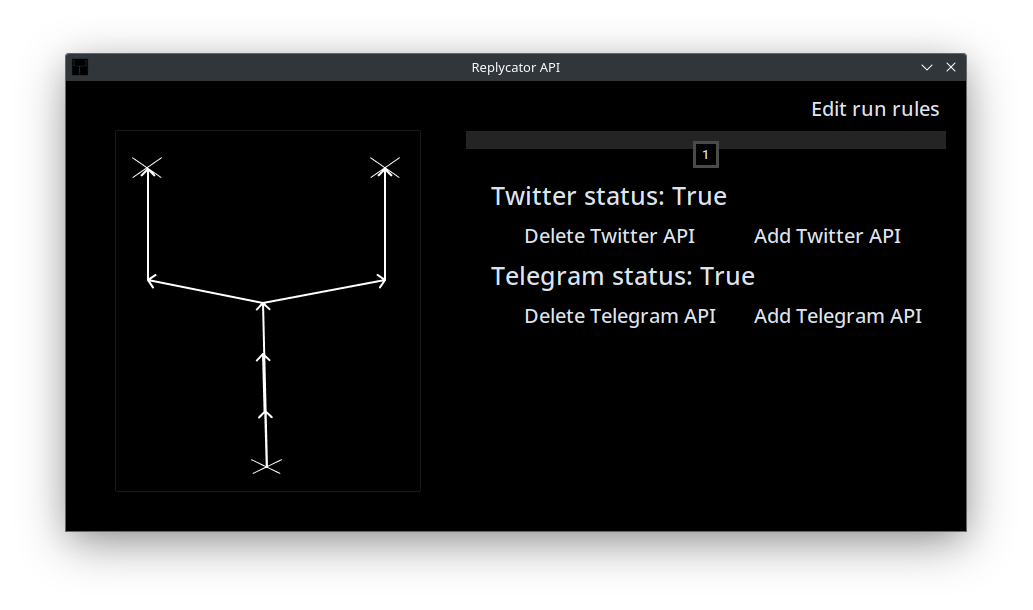 Replycator API
Edit run rules
1
Twitter status: True
Delete Twitter API Add Twitter API
Telegram status: True
Delete Telegram API Add Telegram API